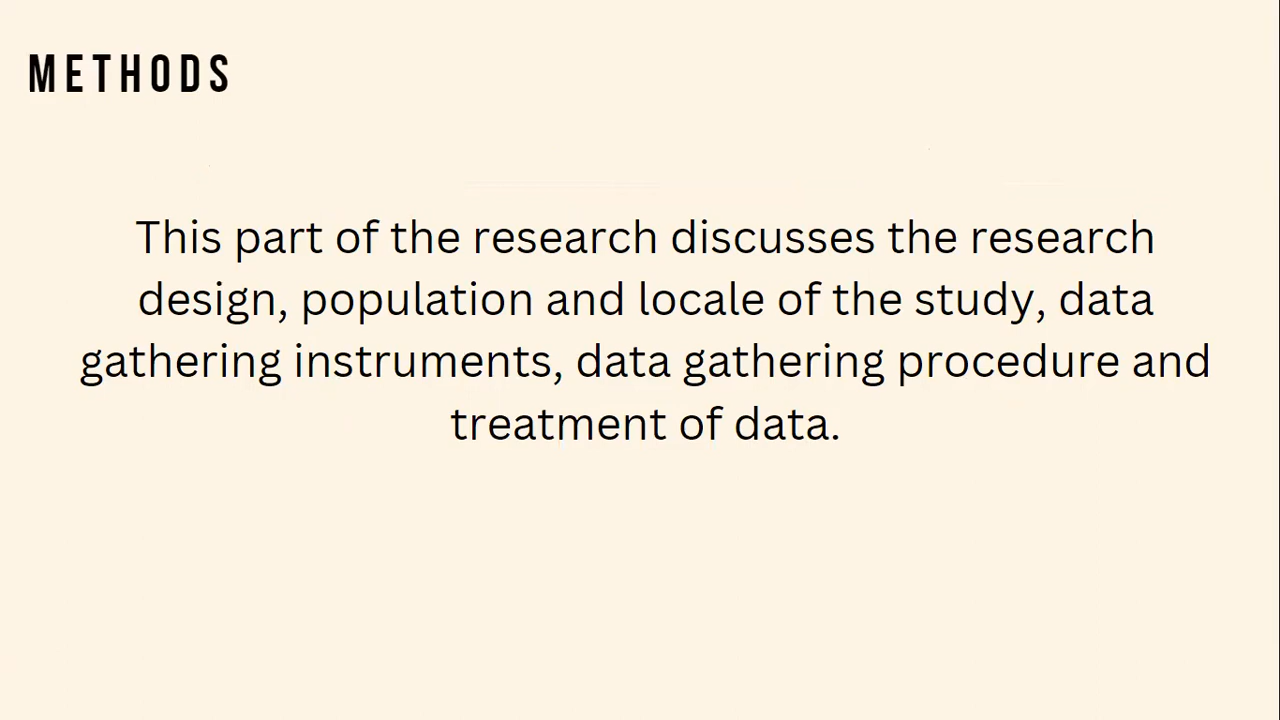 METHODS
This part of the research discusses the research
design, population and locale of the study, data
gathering instruments, data gathering procedure and
treatment of data.